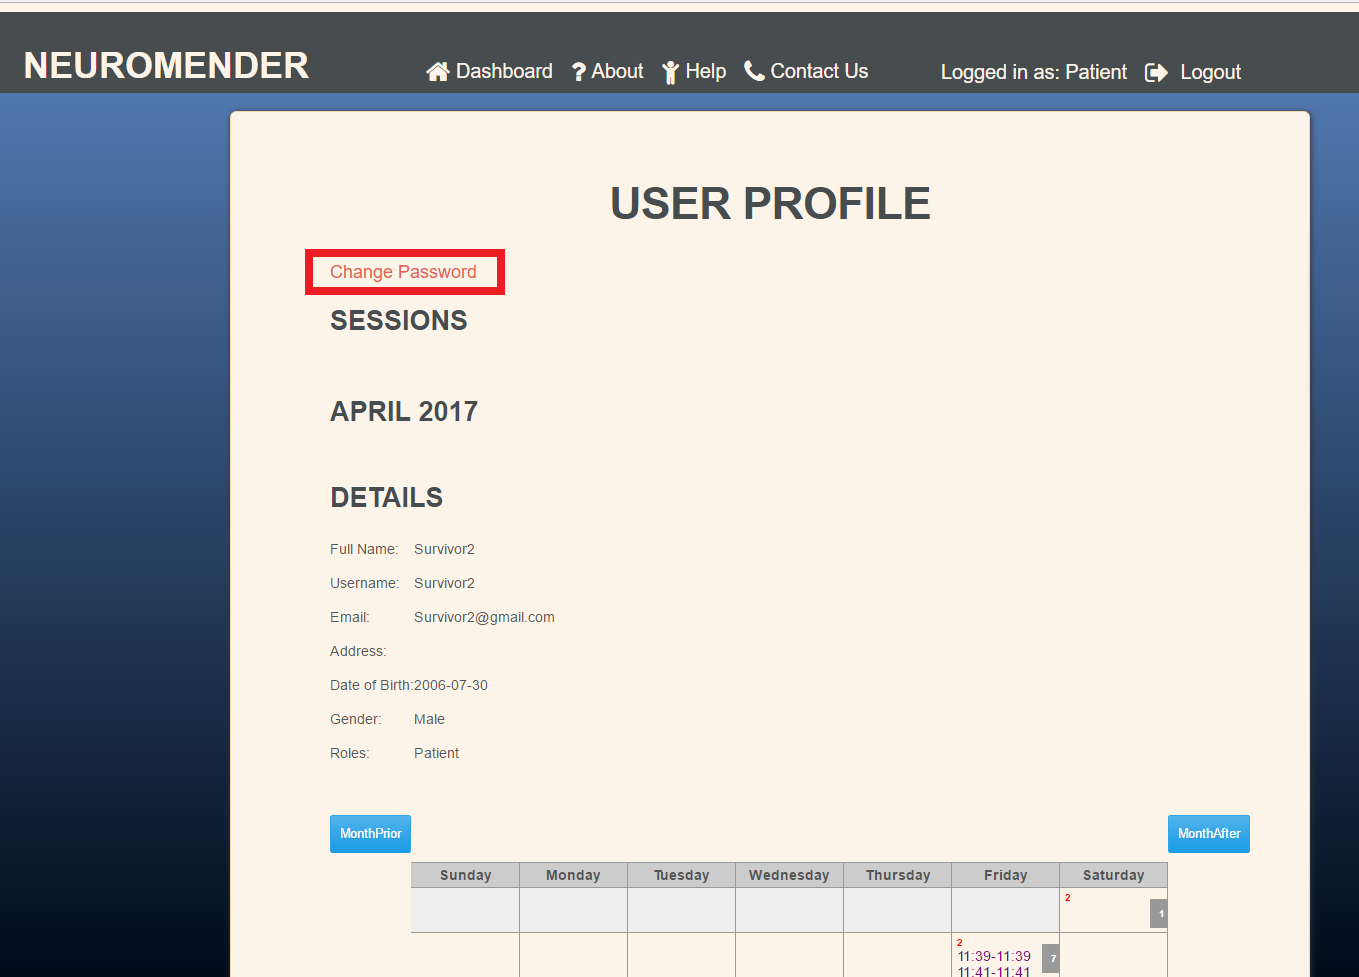 NEUROMENDER
Dashboard ? About Help Contact Us Logged in as: Patient Logout
USER PROFILE
Change Password
SESSIONS
APRIL 2017
DETAILS
Full Name: Survivor2
Username: Survivor2
Email: Survivor2@gmail.com
Address:
Date of Birth:2006-07-30
Gender: Male
Roles: Patient
MonthPrior MonthAfter
Sunday Monday Tuesday Wednesday Thursday Friday Saturday
2 1
2
11:39-11:39 7
11:41-11:41